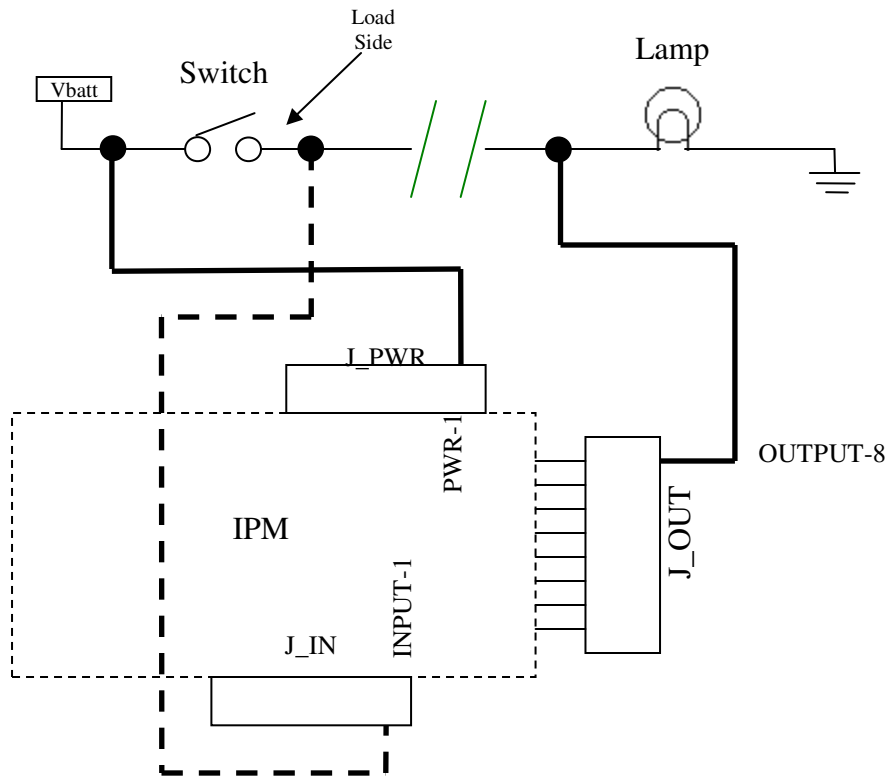 Load
Side
Lamp
Switch
Vbatt
J_PWR
PWR-1
OUTPUT-8
J_OUT
IPM
INPUT-1
J_IN